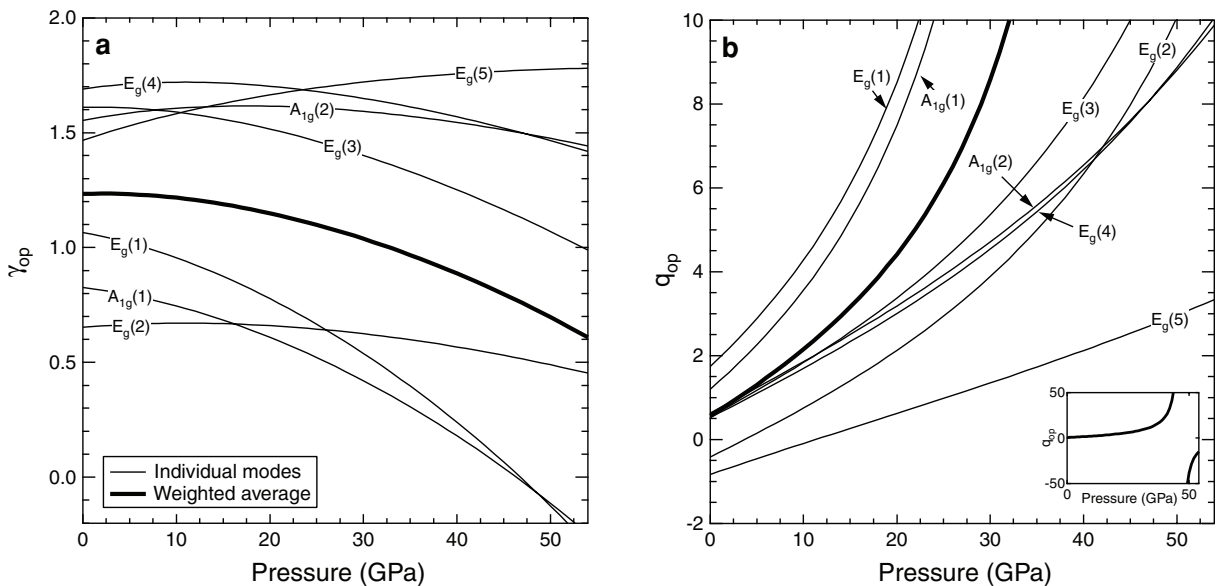 a
2.0
1.5
1.0
0.5
0.0
γop
0
10
20
30
40
50
Pressure (GPa)
Eg(4)
Eg(5)
A1g(2)
Eg(3)
Eg(1)
A1g(1)
Eg(2)
Individual modes
Weighted average
b
10
8
6
4
2
0
-2
qop
0
10
20
30
40
50
Pressure (GPa)
Eg(1)
A1g(1)
Eg(2)
Eg(3)
A1g(2)
Eg(4)
Eg(5)
50
-50
qop
0
50
Pressure (GPa)